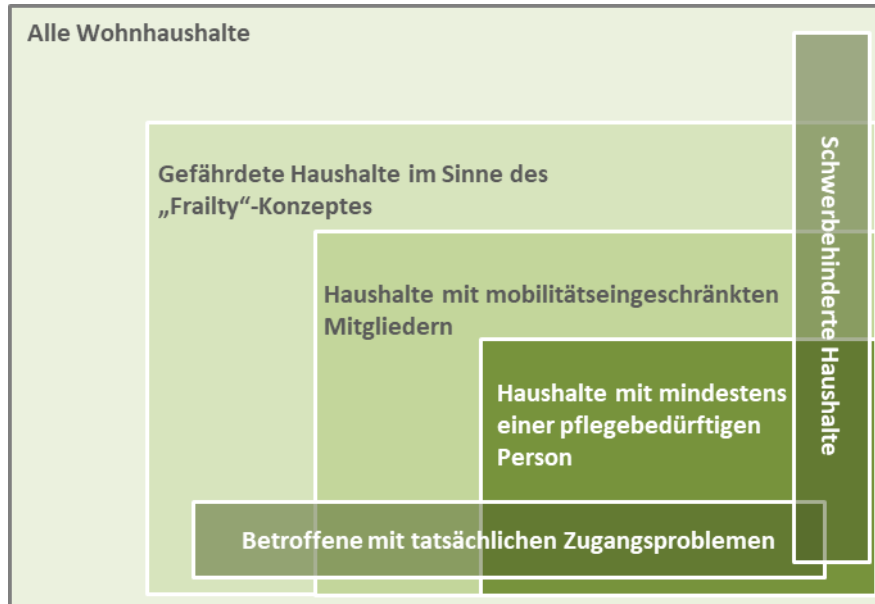 Alle Wohnhaushalte
Gefährdete Haushalte im Sinne des
„Frailty“-Konzeptes
Haushalte mit mobilitätseingeschränkten
Mitgliedern
Haushalte mit mindestens
einer pflegebedürftigen
Person
Schwerbehinderte Haushalte
Betroffene mit tatsächlichen Zugangsproblemen